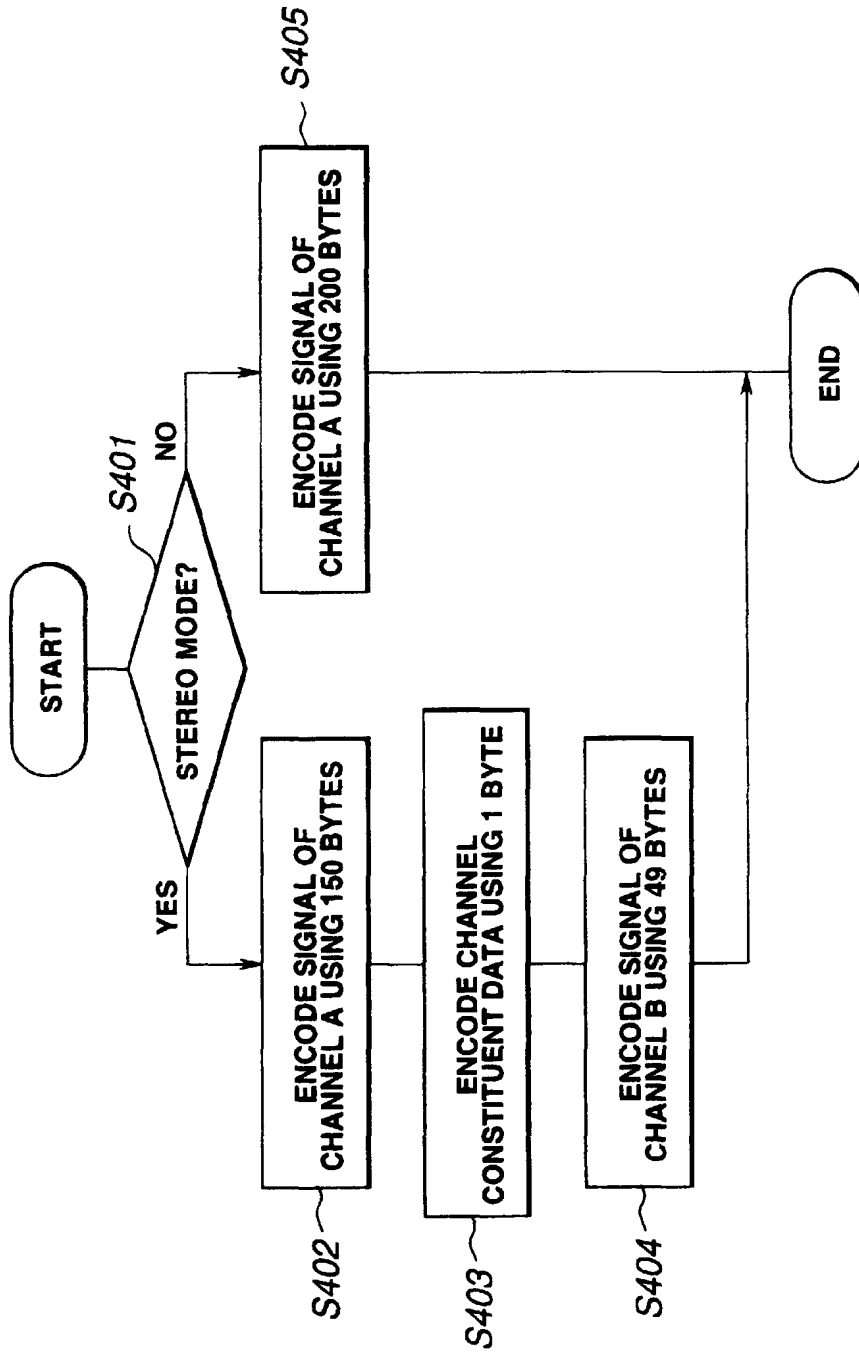 START
S401
STEREO MODE?
YES
NO
S402
ENCODE SIGNAL OF
CHANNEL A USING 150 BYTES
S403
ENCODE CHANNEL
CONSTITUENT DATA USING 1 BYTE
S404
ENCODE SIGNAL OF
CHANNEL B USING 49 BYTES
S405
ENCODE SIGNAL OF
CHANNEL A USING 200 BYTES
END